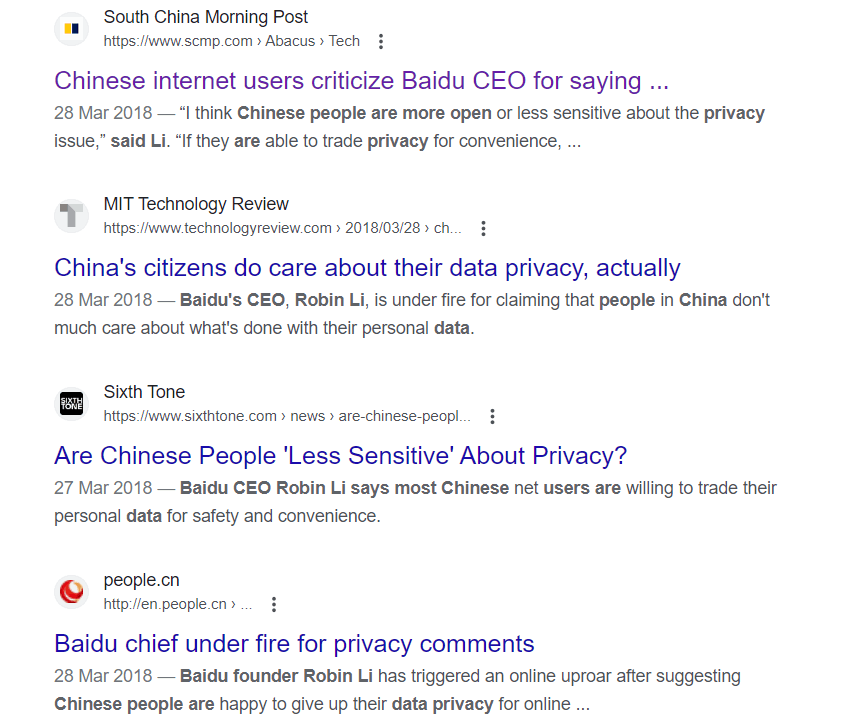 South China Morning Post
https://www.scmp.com › Abacus › Tech
Chinese internet users criticize Baidu CEO for saying ...
28 Mar 2018 — “I think Chinese people are more open or less sensitive about the privacy
issue,” said Li. “If they are able to trade privacy for convenience, ...
MIT Technology Review
https://www.technologyreview.com › 2018/03/28 › ch...
China's citizens do care about their data privacy, actually
28 Mar 2018 — Baidu's CEO, Robin Li, is under fire for claiming that people in China don't
much care about what's done with their personal data.
SIXTH
TONE
Sixth Tone
https://www.sixthtone.com › news › are-chinese-peopl...
Are Chinese People 'Less Sensitive' About Privacy?
27 Mar 2018 — Baidu CEO Robin Li says most Chinese net users are willing to trade their
personal data for safety and convenience.
people.cn
http://en.people.cn › ...
Baidu chief under fire for privacy comments
28 Mar 2018 — Baidu founder Robin Li has triggered an online uproar after suggesting
Chinese people are happy to give up their data privacy for online ...